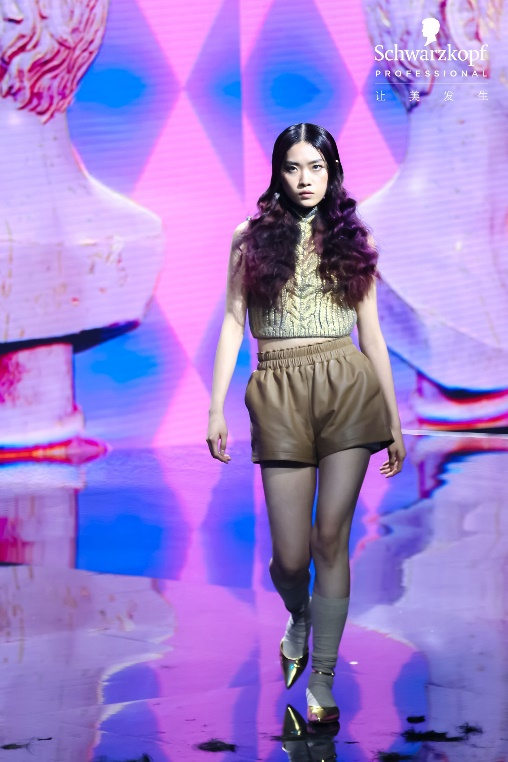 Schwarzkopf
PROFESSIONAL
让美发生